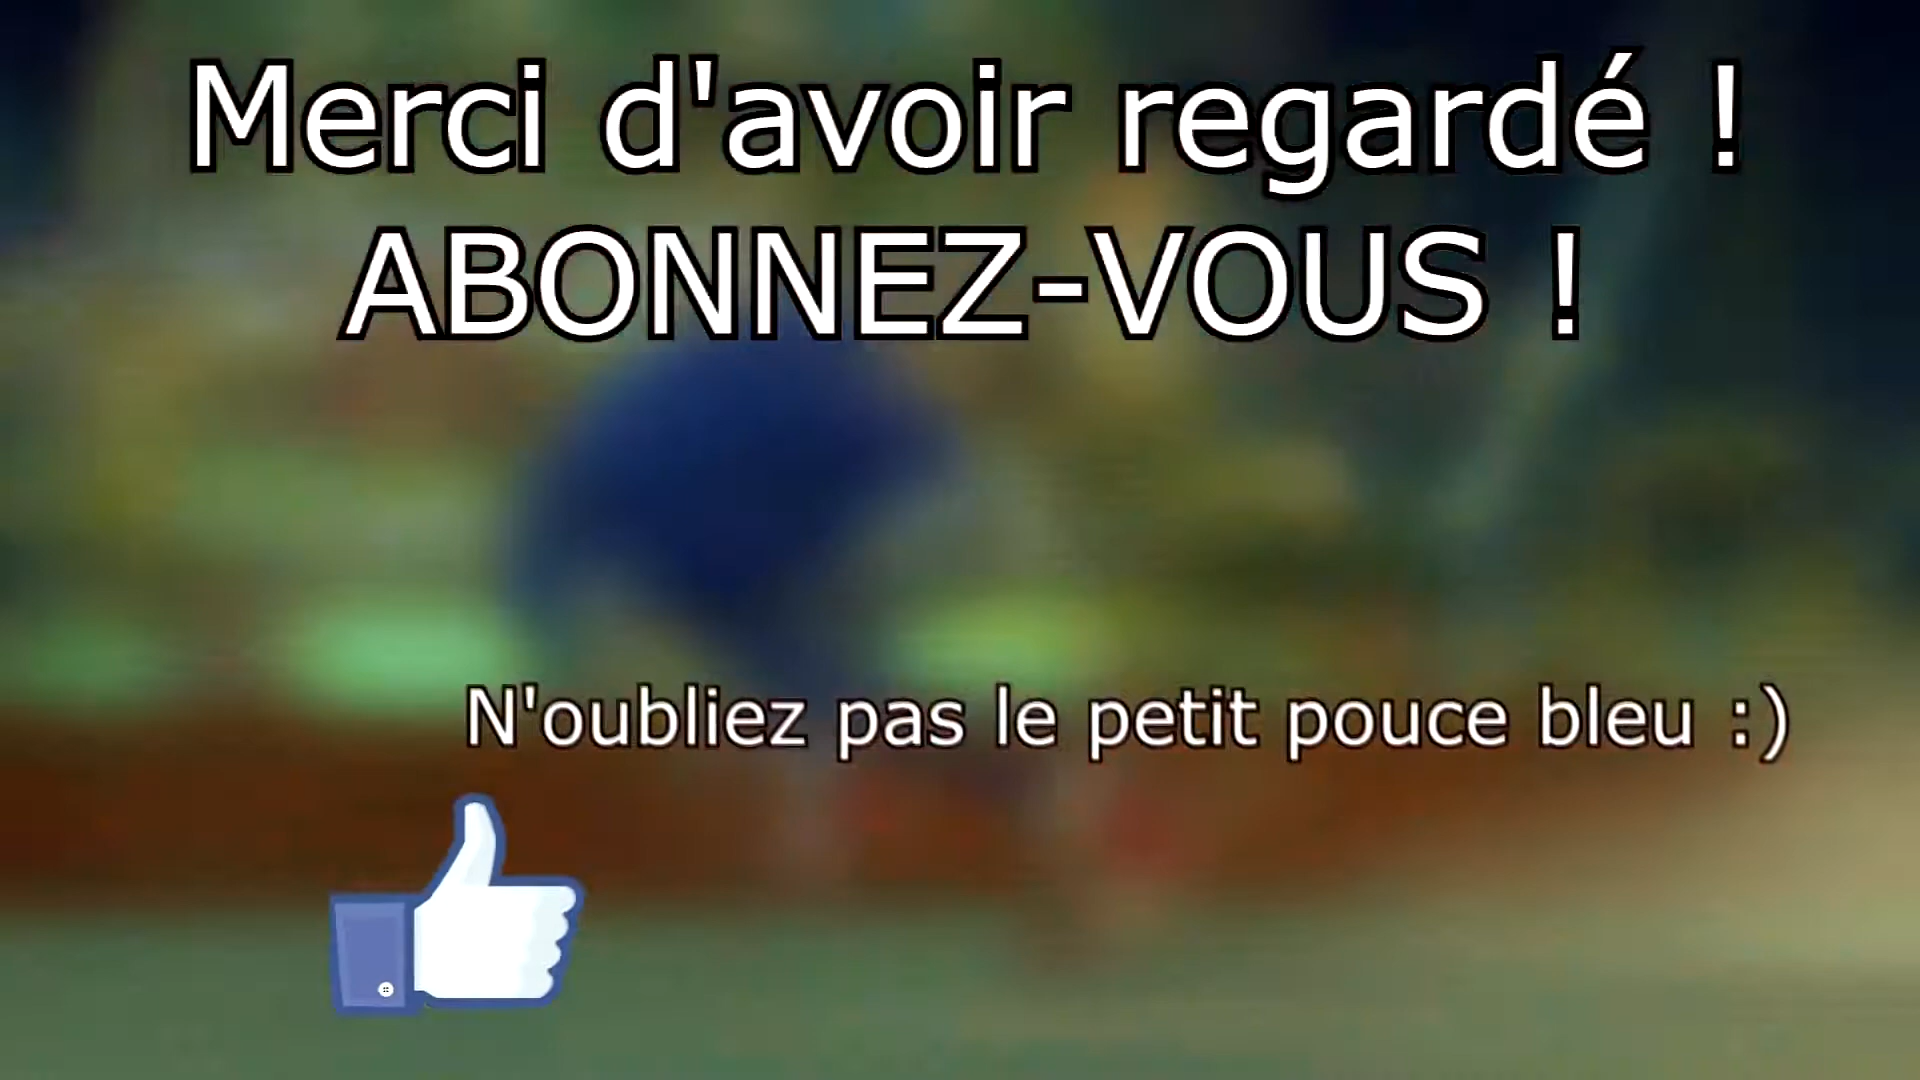 Merci d'avoir regardé !
ABONNEZ-VOUS !
N'oubliez pas le petit pouce bleu :)